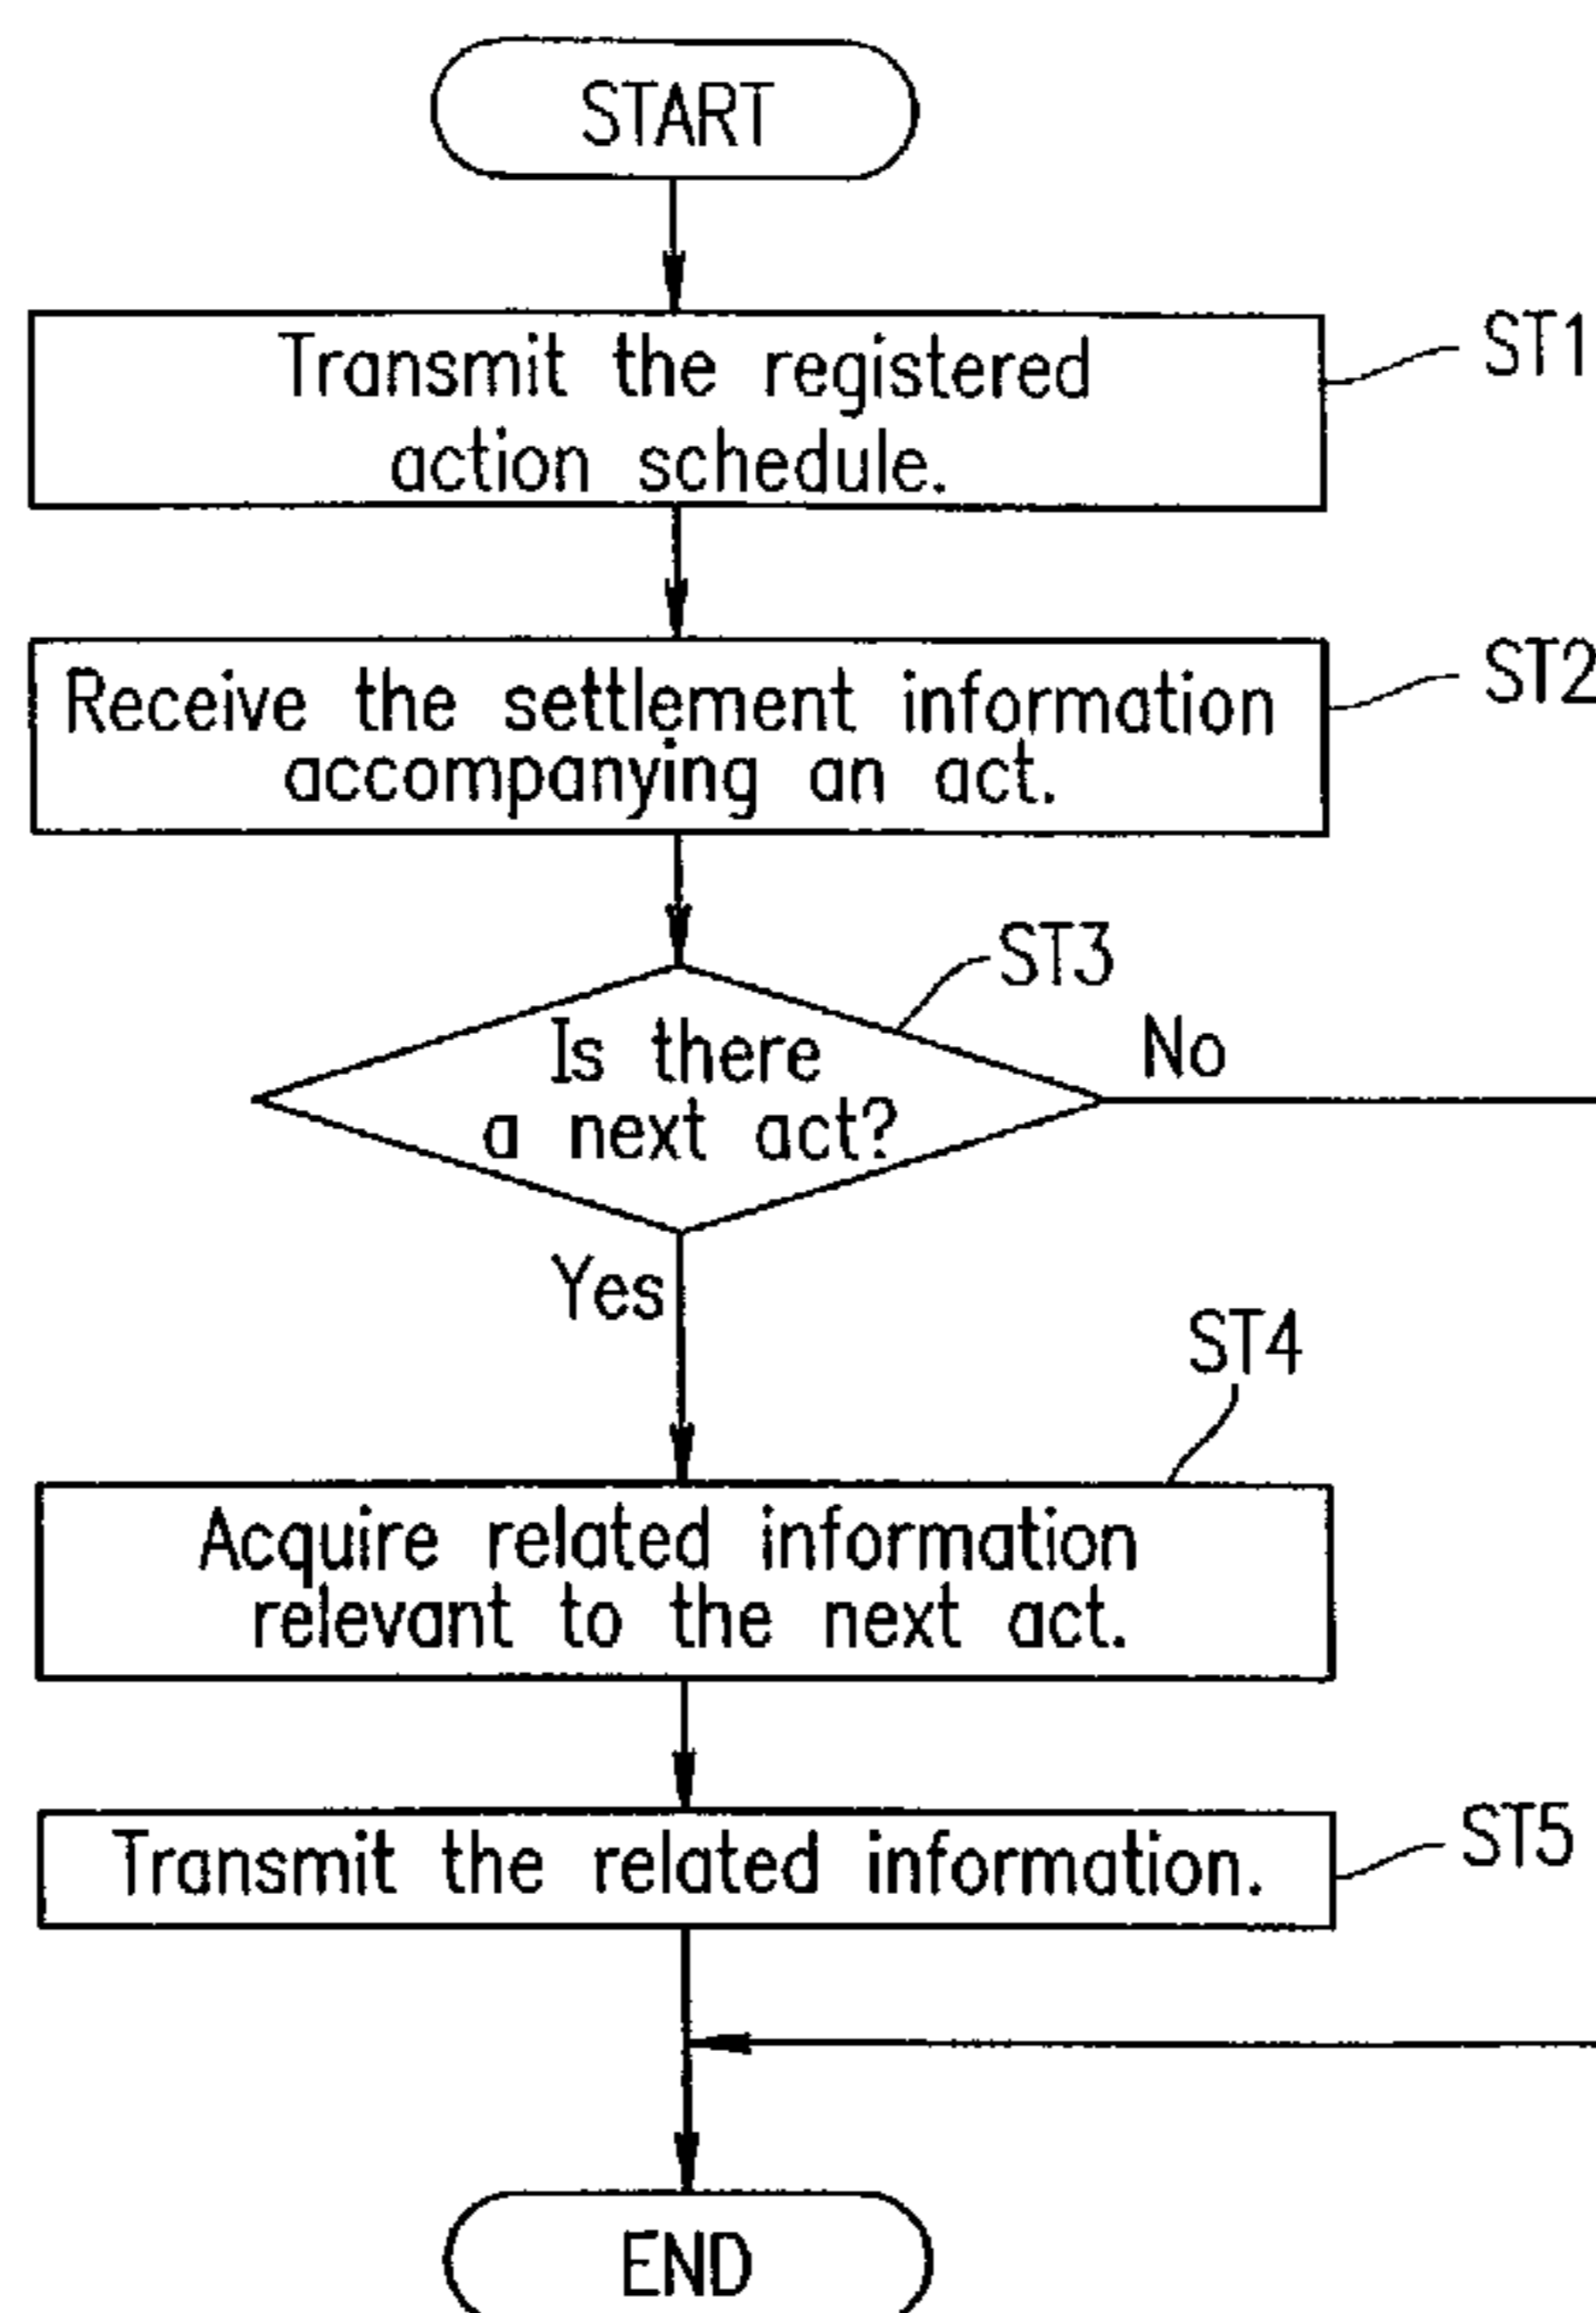 START
Transmit the registered
action schedule.
ST1
Receive the settlement information
accompanying an act.
ST2
ST3
Is there
a next act?
No
Yes
ST4
Acquire related information
relevant to the next act.
Transmit the related information.
ST5
END